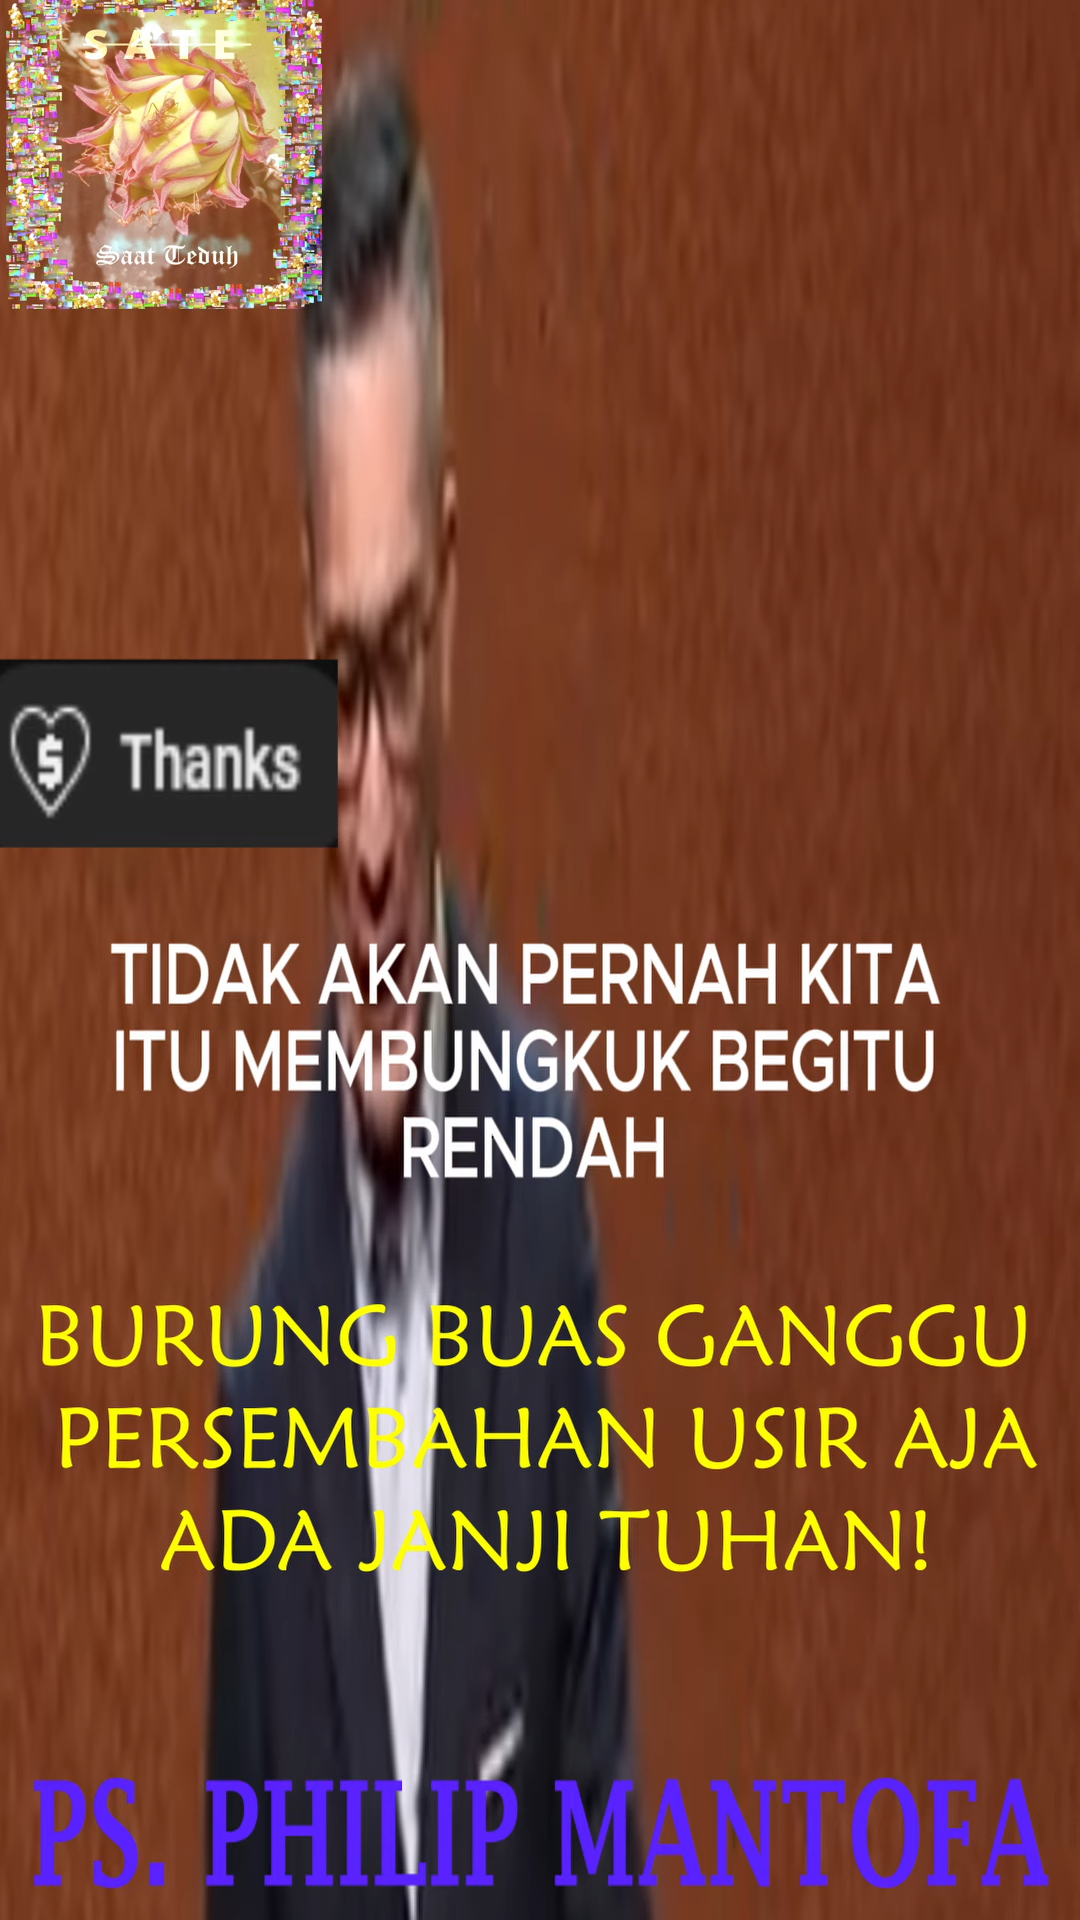 SATE
Saat Teduh
$ Thanks
TIDAK AKAN PERNAH KITA
ITU MEMBUNGKUK BEGITU
RENDAH
BURUNG BUAS GANGGU
PERSEMBAHAN USIR AJA
ADA JANJI TUHAN!
PS. PHILIP MANTOFA